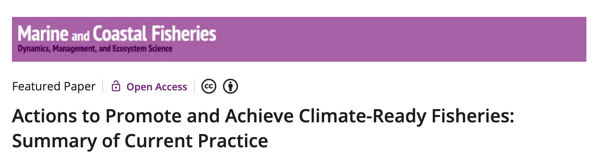 Marine and Coastal Fisheries
Dynamics, Management, and Ecosystem Science
Featured Paper Open Access
Actions to Promote and Achieve Climate-Ready Fisheries:
Summary of Current Practice